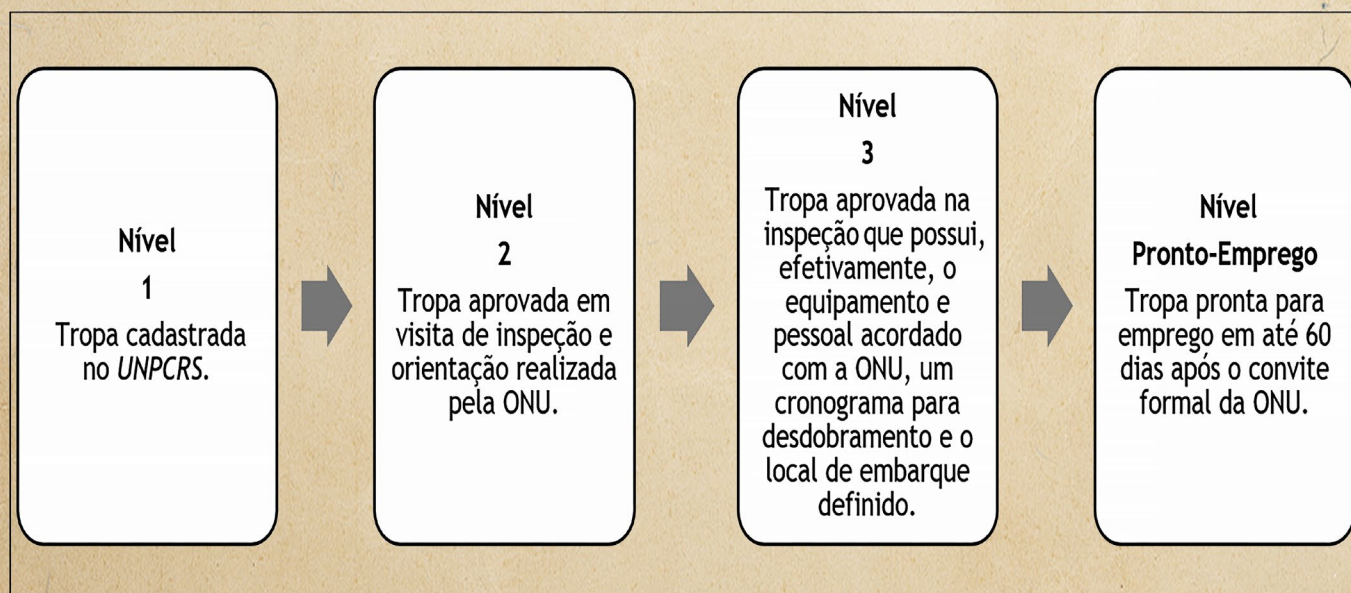 Nível
1
Tropa cadastrada
no UNPCRS.
Nível
2
Tropa aprovada em
visita de inspeção e
orientação realizada
pela ONU.
Nível
3
Tropa aprovada na
inspeção que possui,
efetivamente, o
equipamento e
pessoal acordado
com a ONU, um
cronograma para
desdobramento e o
local de embarque
definido.
Nível
Pronto-Emprego
Tropa pronta para
emprego em até 60
dias após o convite
formal da ONU.